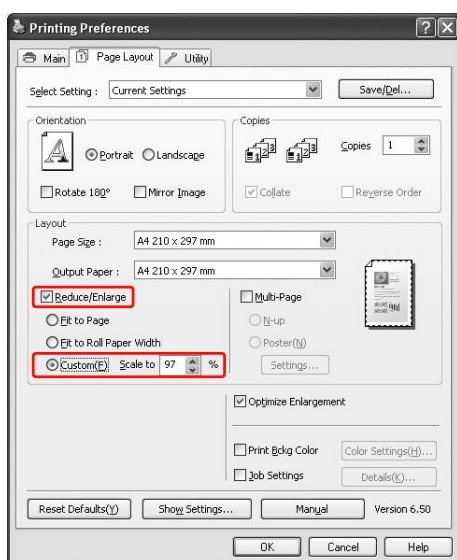 Printing Preferences
Main Page Layout Utility
Select Setting : Current Settings Save/Del...
Orientation
Portrait Landscape
Rotate 180° Mirror Image
Copies
Copies 1
Collate Reverse Order
Layout
Page Size : A4 210 x 297 mm
Output Paper : A4 210 x 297 mm
Reduce/Enlarge
Fit to Page
Fit to Roll Paper Width
Custom(F) Scale to 97 %
Multi-Page
N-up
Poster(N)
Settings...
Optimize Enlargement
Print Bckg Color Color Settings(H)...
Job Settings Details(K)...
Reset Defaults(Y) Show Settings... Manual Version 6.50
OK Cancel Help